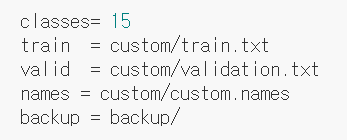 classes= 15
train  = custom/train.txt
valid  = custom/validation.txt
names = custom/custom.names
backup = backup/